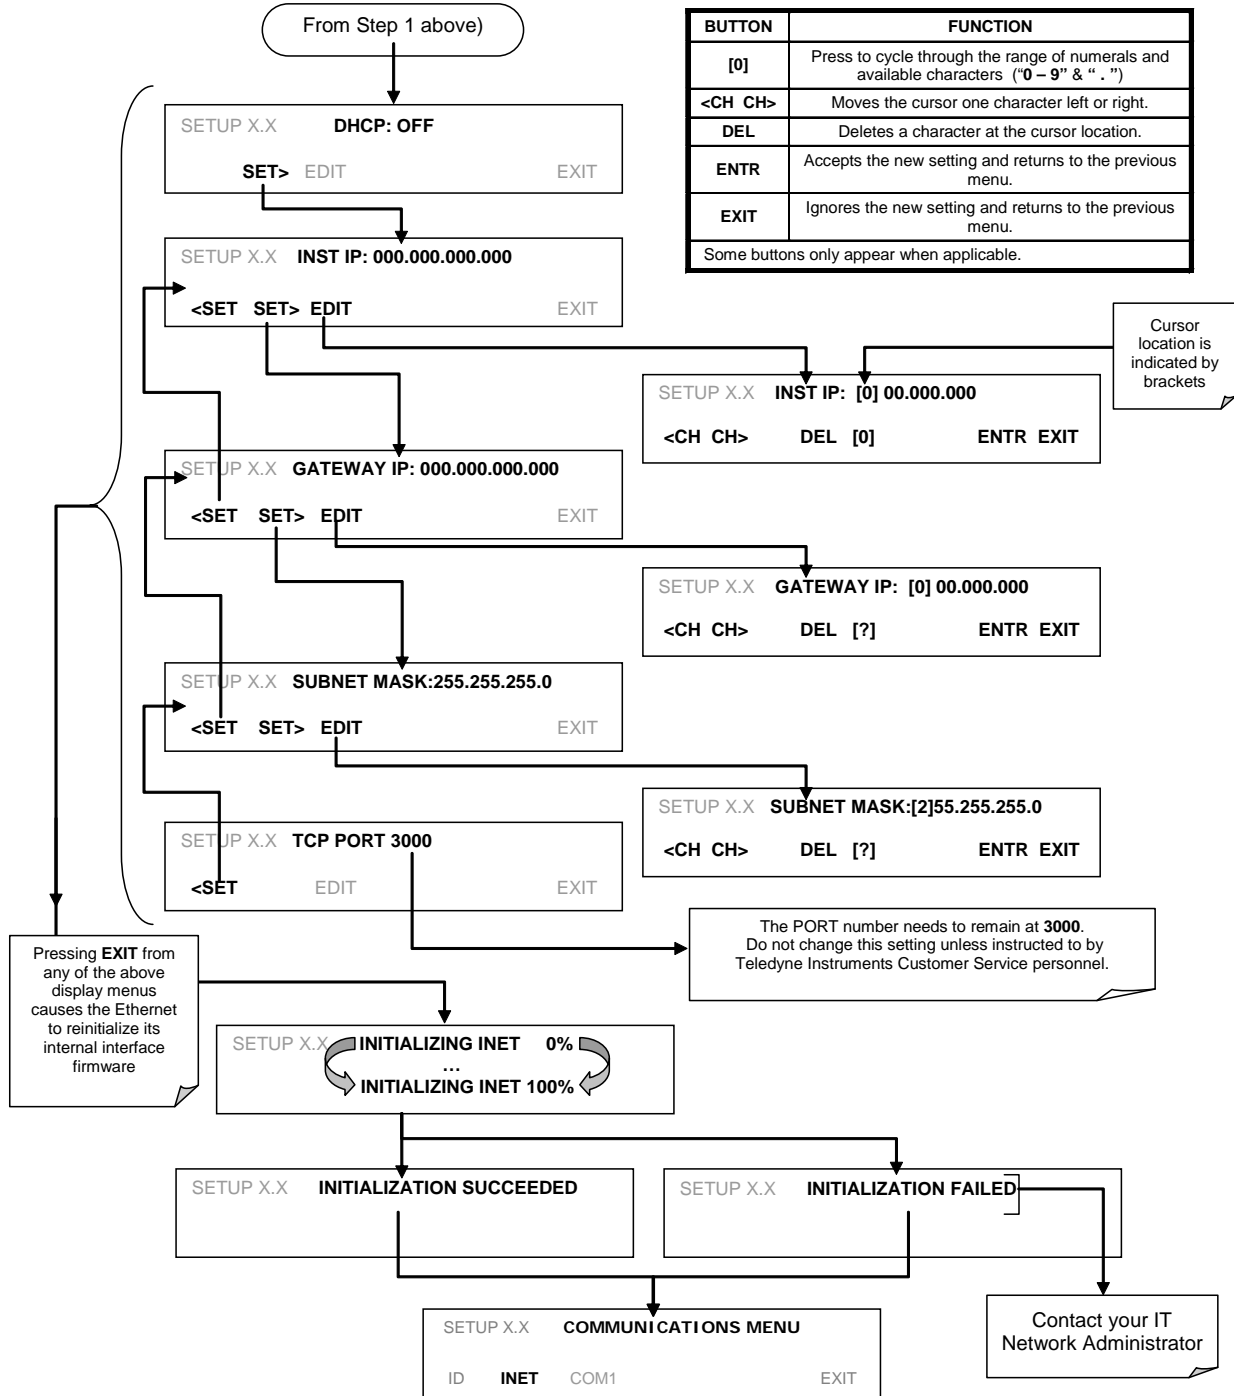 From Step 1 above)
BUTTON FUNCTION
[0] Press to cycle through the range of numerals and
available characters ("0 – 9" & " . ")
<CH CH> Moves the cursor one character left or right.
DEL Deletes a character at the cursor location.
ENTR Accepts the new setting and returns to the previous
menu.
EXIT Ignores the new setting and returns to the previous
menu.
Some buttons only appear when applicable.
SETUP X.X DHCP: OFF
SET> EDIT EXIT
SETUP X.X INST IP: 000.000.000.000
<SET SET> EDIT EXIT
Cursor
location is
indicated by
brackets
SETUP X.X INST IP: [0] 00.000.000
<CH CH> DEL [0] ENTR EXIT
SETUP X.X GATEWAY IP: 000.000.000.000
<SET SET> EDIT EXIT
SETUP X.X GATEWAY IP: [0] 00.000.000
<CH CH> DEL [?] ENTR EXIT
SETUP X.X SUBNET MASK:255.255.255.0
<SET SET> EDIT EXIT
SETUP X.X SUBNET MASK:[2]55.255.255.0
<CH CH> DEL [?] ENTR EXIT
SETUP X.X TCP PORT 3000
<SET EDIT EXIT
The PORT number needs to remain at 3000.
Do not change this setting unless instructed to by
Teledyne Instruments Customer Service personnel.
Pressing EXIT from
any of the above
display menus
causes the Ethernet
to reinitialize its
internal interface
firmware
SETUP X.X INITIALIZING INET 0%
...
INITIALIZING INET 100%
SETUP X.X INITIALIZATION SUCCEEDED
SETUP X.X INITIALIZATION FAILED
Contact your IT
Network Administrator
SETUP X.X COMMUNICATIONS MENU
ID INET COM1 EXIT